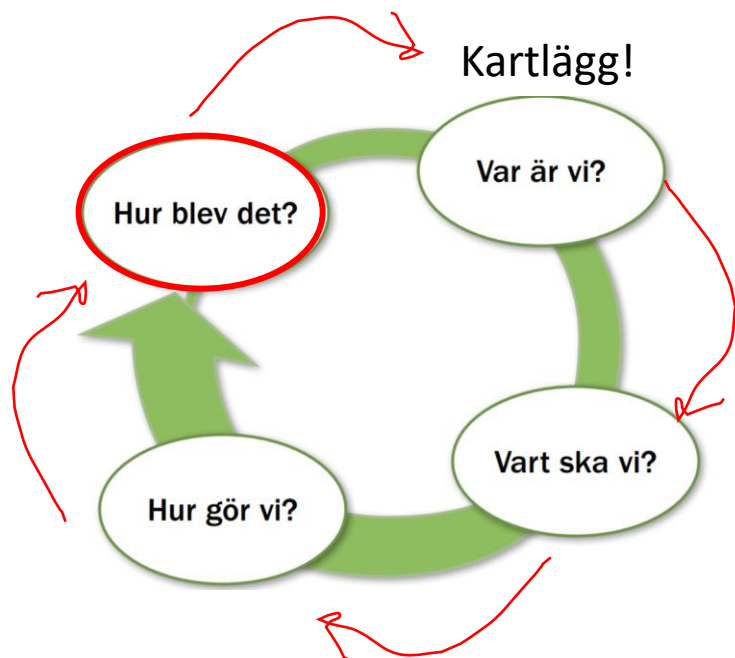 Kartlägg!
Var är vi?
Hur blev det?
Vart ska vi?
Hur gör vi?